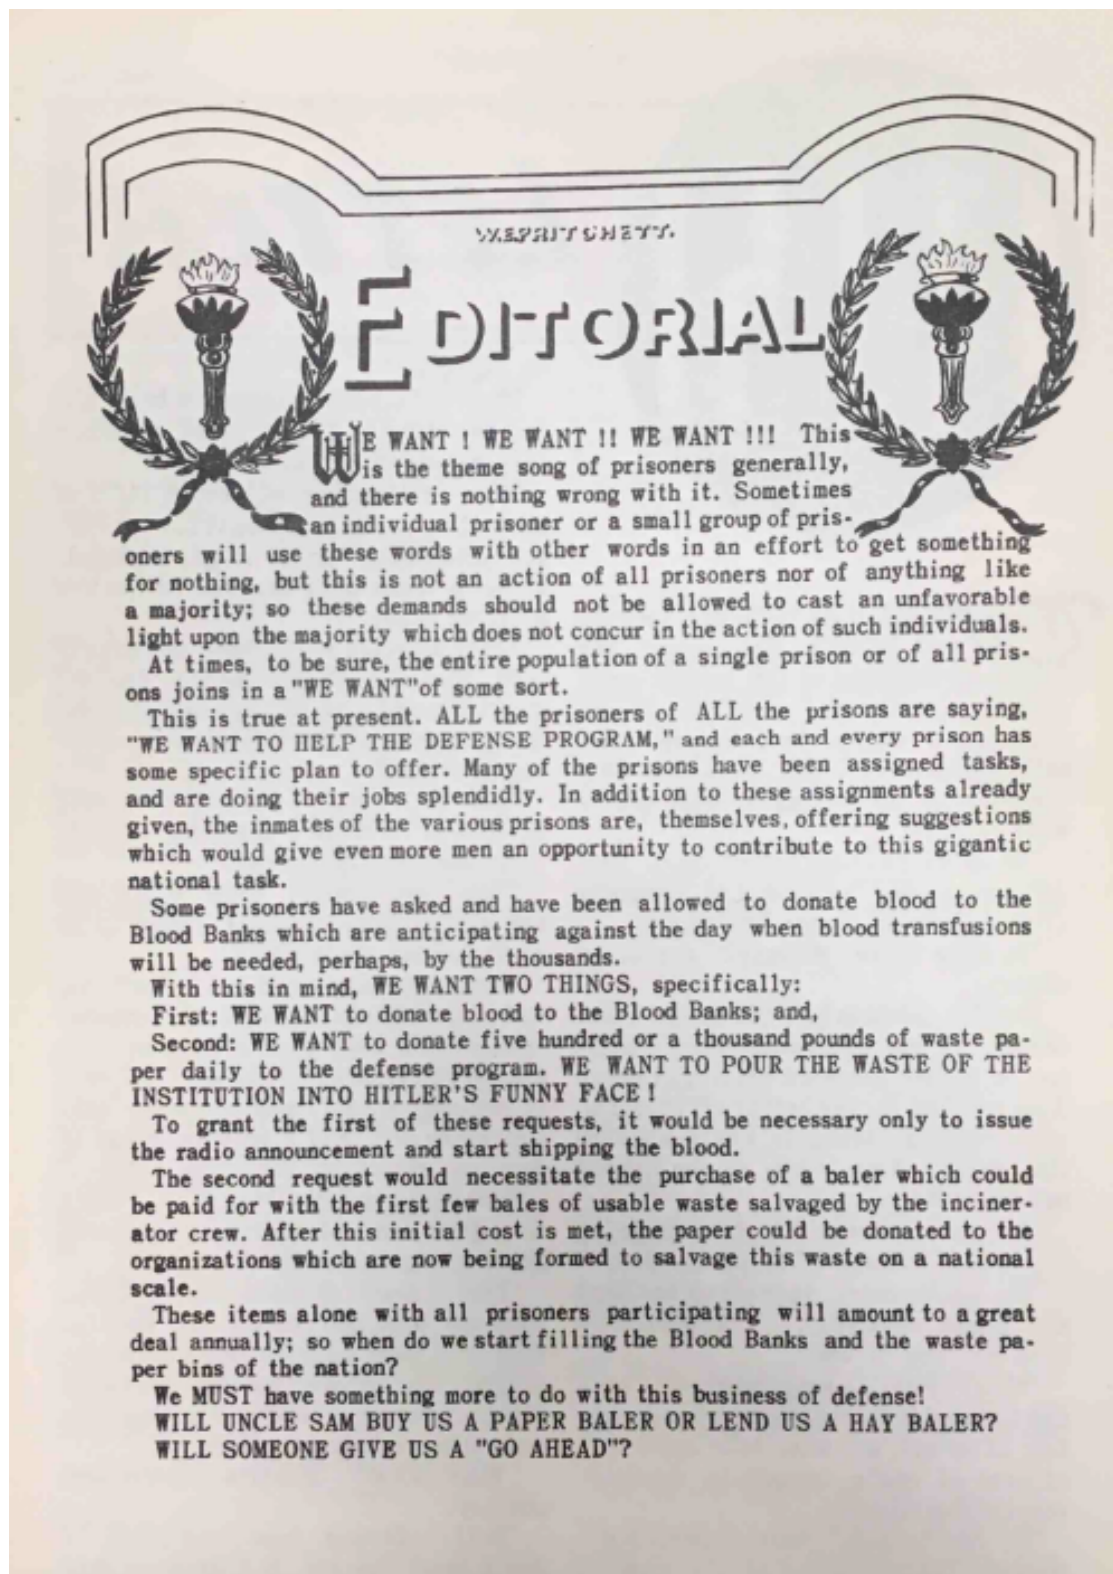 W.E.PRITCHETT.
EDITORIAL
WE WANT ! WE WANT !! WE WANT !!! This
is the theme song of prisoners generally,
and there is nothing wrong with it. Sometimes
an individual prisoner or a small group of pris-
oners will use these words with other words in an effort to get something
for nothing, but this is not an action of all prisoners nor of anything like
a majority; so these demands should not be allowed to cast an unfavorable
light upon the majority which does not concur in the action of such individuals.
At times, to be sure, the entire population of a single prison or of all pris-
ons joins in a "WE WANT" of some sort.
This is true at present. ALL the prisoners of ALL the prisons are saying,
"WE WANT TO HELP THE DEFENSE PROGRAM," and each and every prison has
some specific plan to offer. Many of the prisons have been assigned tasks,
and are doing their jobs splendidly. In addition to these assignments already
given, the inmates of the various prisons are, themselves, offering suggestions
which would give even more men an opportunity to contribute to this gigantic
national task.
Some prisoners have asked and have been allowed to donate blood to the
Blood Banks which are anticipating against the day when blood transfusions
will be needed, perhaps, by the thousands.
With this in mind, WE WANT TWO THINGS, specifically:
First: WE WANT to donate blood to the Blood Banks; and,
Second: WE WANT to donate five hundred or a thousand pounds of waste pa-
per daily to the defense program. WE WANT TO POUR THE WASTE OF THE
INSTITUTION INTO HITLER'S FUNNY FACE !
To grant the first of these requests, it would be necessary only to issue
the radio announcement and start shipping the blood.
The second request would necessitate the purchase of a baler which could
be paid for with the first few bales of usable waste salvaged by the inciner-
ator crew. After this initial cost is met, the paper could be donated to the
organizations which are now being formed to salvage this waste on a national
scale.
These items alone with all prisoners participating will amount to a great
deal annually; so when do we start filling the Blood Banks and the waste pa-
per bins of the nation?
We MUST have something more to do with this business of defense!
WILL UNCLE SAM BUY US A PAPER BALER OR LEND US A HAY BALER?
WILL SOMEONE GIVE US A "GO AHEAD"?